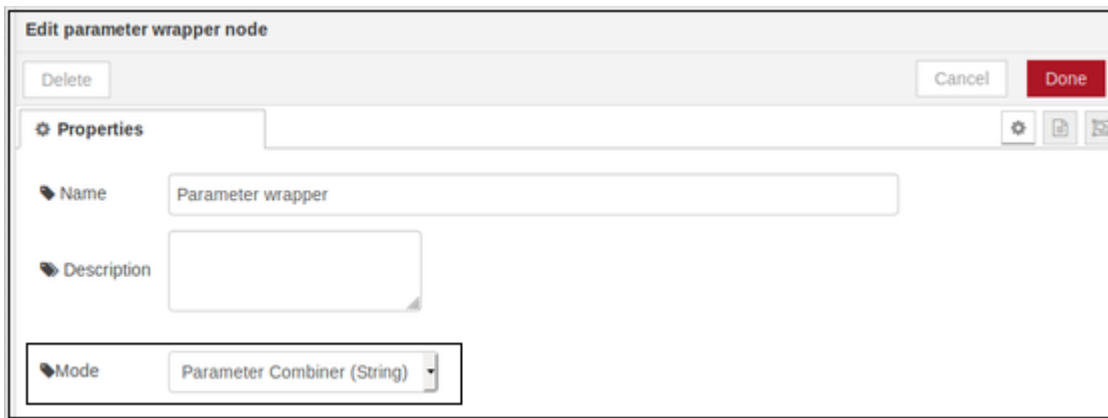 Edit parameter wrapper node
Delete Cancel Done
Properties
Name Parameter wrapper
Description
Mode Parameter Combiner (String)